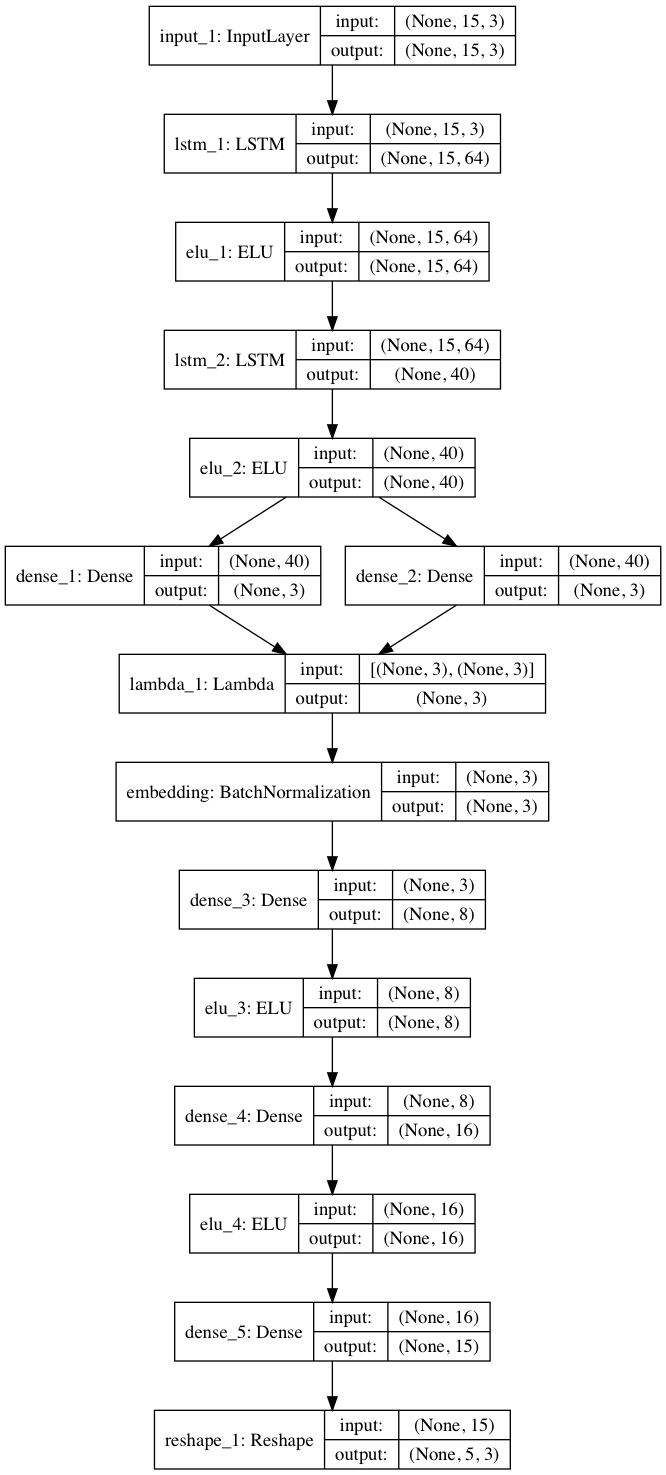 input_1: InputLayer
input: (None, 15, 3)
output: (None, 15, 3)
lstm_1: LSTM
input: (None, 15, 3)
output: (None, 15, 64)
elu_1: ELU
input: (None, 15, 64)
output: (None, 15, 64)
lstm_2: LSTM
input: (None, 15, 64)
output: (None, 40)
elu_2: ELU
input: (None, 40)
output: (None, 40)
dense_1: Dense
input: (None, 40)
output: (None, 3)
dense_2: Dense
input: (None, 40)
output: (None, 3)
lambda_1: Lambda
input: [(None, 3), (None, 3)]
output: (None, 3)
embedding: BatchNormalization
input: (None, 3)
output: (None, 3)
dense_3: Dense
input: (None, 3)
output: (None, 8)
elu_3: ELU
input: (None, 8)
output: (None, 8)
dense_4: Dense
input: (None, 8)
output: (None, 16)
elu_4: ELU
input: (None, 16)
output: (None, 16)
dense_5: Dense
input: (None, 16)
output: (None, 15)
reshape_1: Reshape
input: (None, 15)
output: (None, 5, 3)